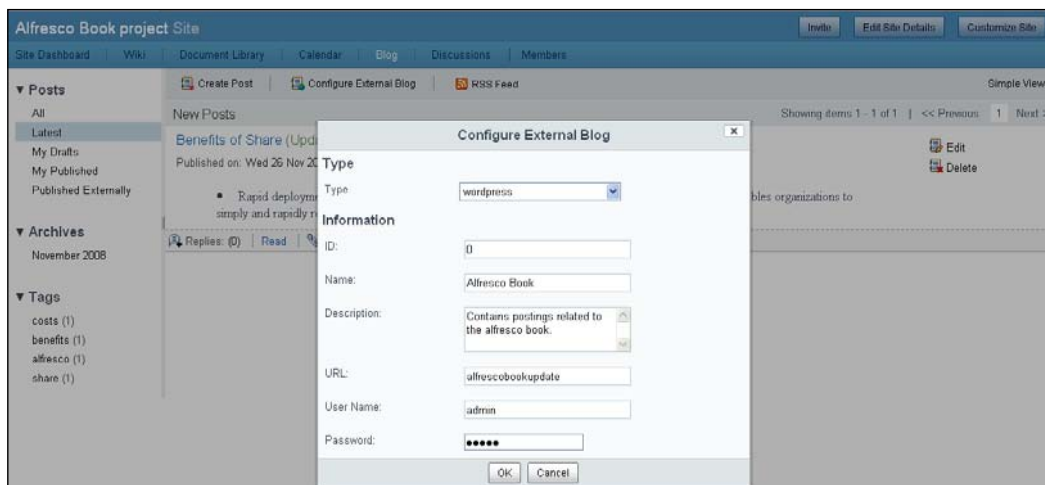 Alfresco Book project Site
Invite
Edit Site Details
Customize Site
Site Dashboard
Wiki
Document Library
Calendar
Blog
Discussions
Members
▼ Posts
All
Latest
My Drafts
My Published
Published Externally
▼ Archives
November 2008
▼ Tags
costs (1)
benefits (1)
alfresco (1)
share (1)
Create Post
Configure External Blog
RSS Feed
Simple View
New Posts
Showing items 1 - 1 of 1 | << Previous 1 Next
Benefits of Share
Published on: Wed 26 Nov
Edit
Delete
• Rapid
organizations to
simply and rapidly
Replies: (0) | Read
Configure External Blog
x
Type
Type
wordpress
Information
ID:
0
Name:
Alfresco Book
Description:
Contains postings related to
the alfresco book.
URL:
alfrescobookupdate
User Name:
admin
Password:
•••••
OK
Cancel